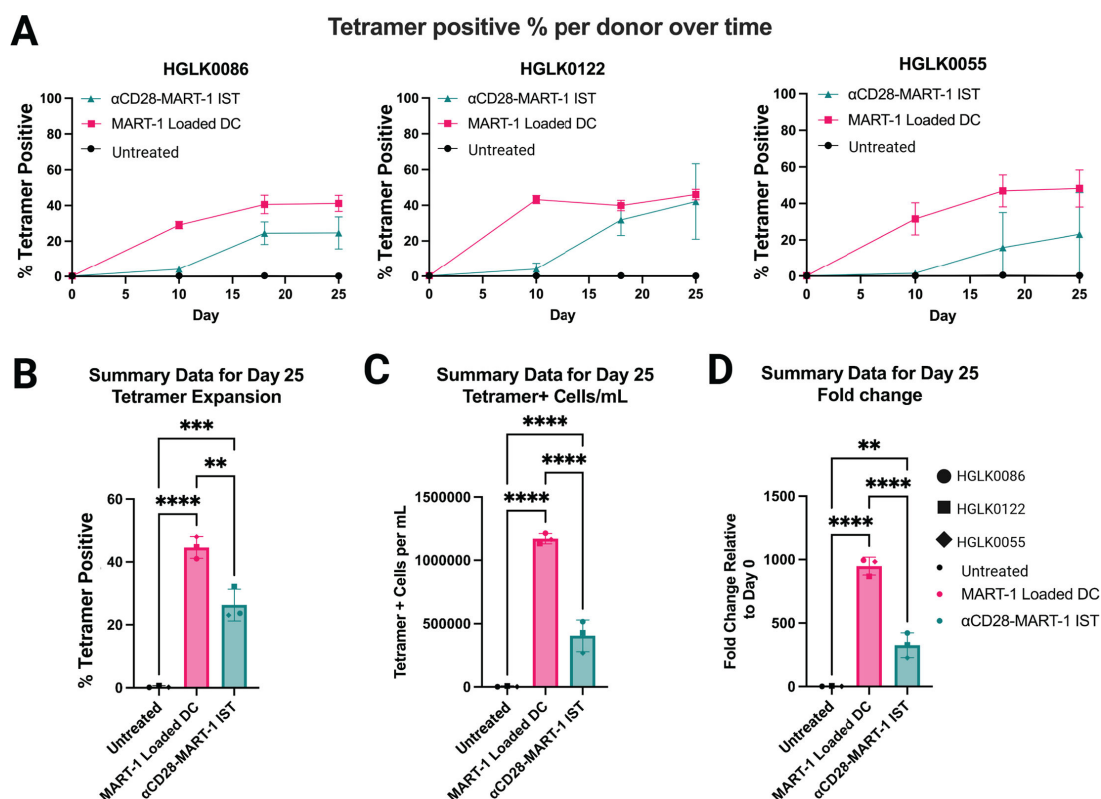 A
Tetramer positive % per donor over time
HGLK0086
% Tetramer Positive
100
80
60
40
20
0
αCD28-MART-1 IST
MART-1 Loaded DC
Untreated
0 5 10 15 20 25
Day
HGLK0122
% Tetramer Positive
100
80
60
40
20
0
αCD28-MART-1 IST
MART-1 Loaded DC
Untreated
0 5 10 15 20 25
Day
HGLK0055
% Tetramer Positive
100
80
60
40
20
0
αCD28-MART-1 IST
MART-1 Loaded DC
Untreated
0 5 10 15 20 25
Day
B
Summary Data for Day 25
Tetramer Expansion
***
**
****
% Tetramer Positive
60
40
20
0
Untreated
MART-1 Loaded DC
αCD28-MART-1 IST
C
Summary Data for Day 25
Tetramer+ Cells/mL
****
****
****
Tetramer + Cells per mL
1500000
1000000
500000
0
Untreated
MART-1 Loaded DC
αCD28-MART-1 IST
D
Summary Data for Day 25
Fold change
**
****
****
Fold Change Relative
to Day 0
1500
1000
500
0
Untreated
MART-1 Loaded DC
αCD28-MART-1 IST
HGLK0086
HGLK0122
HGLK0055
Untreated
MART-1 Loaded DC
αCD28-MART-1 IST